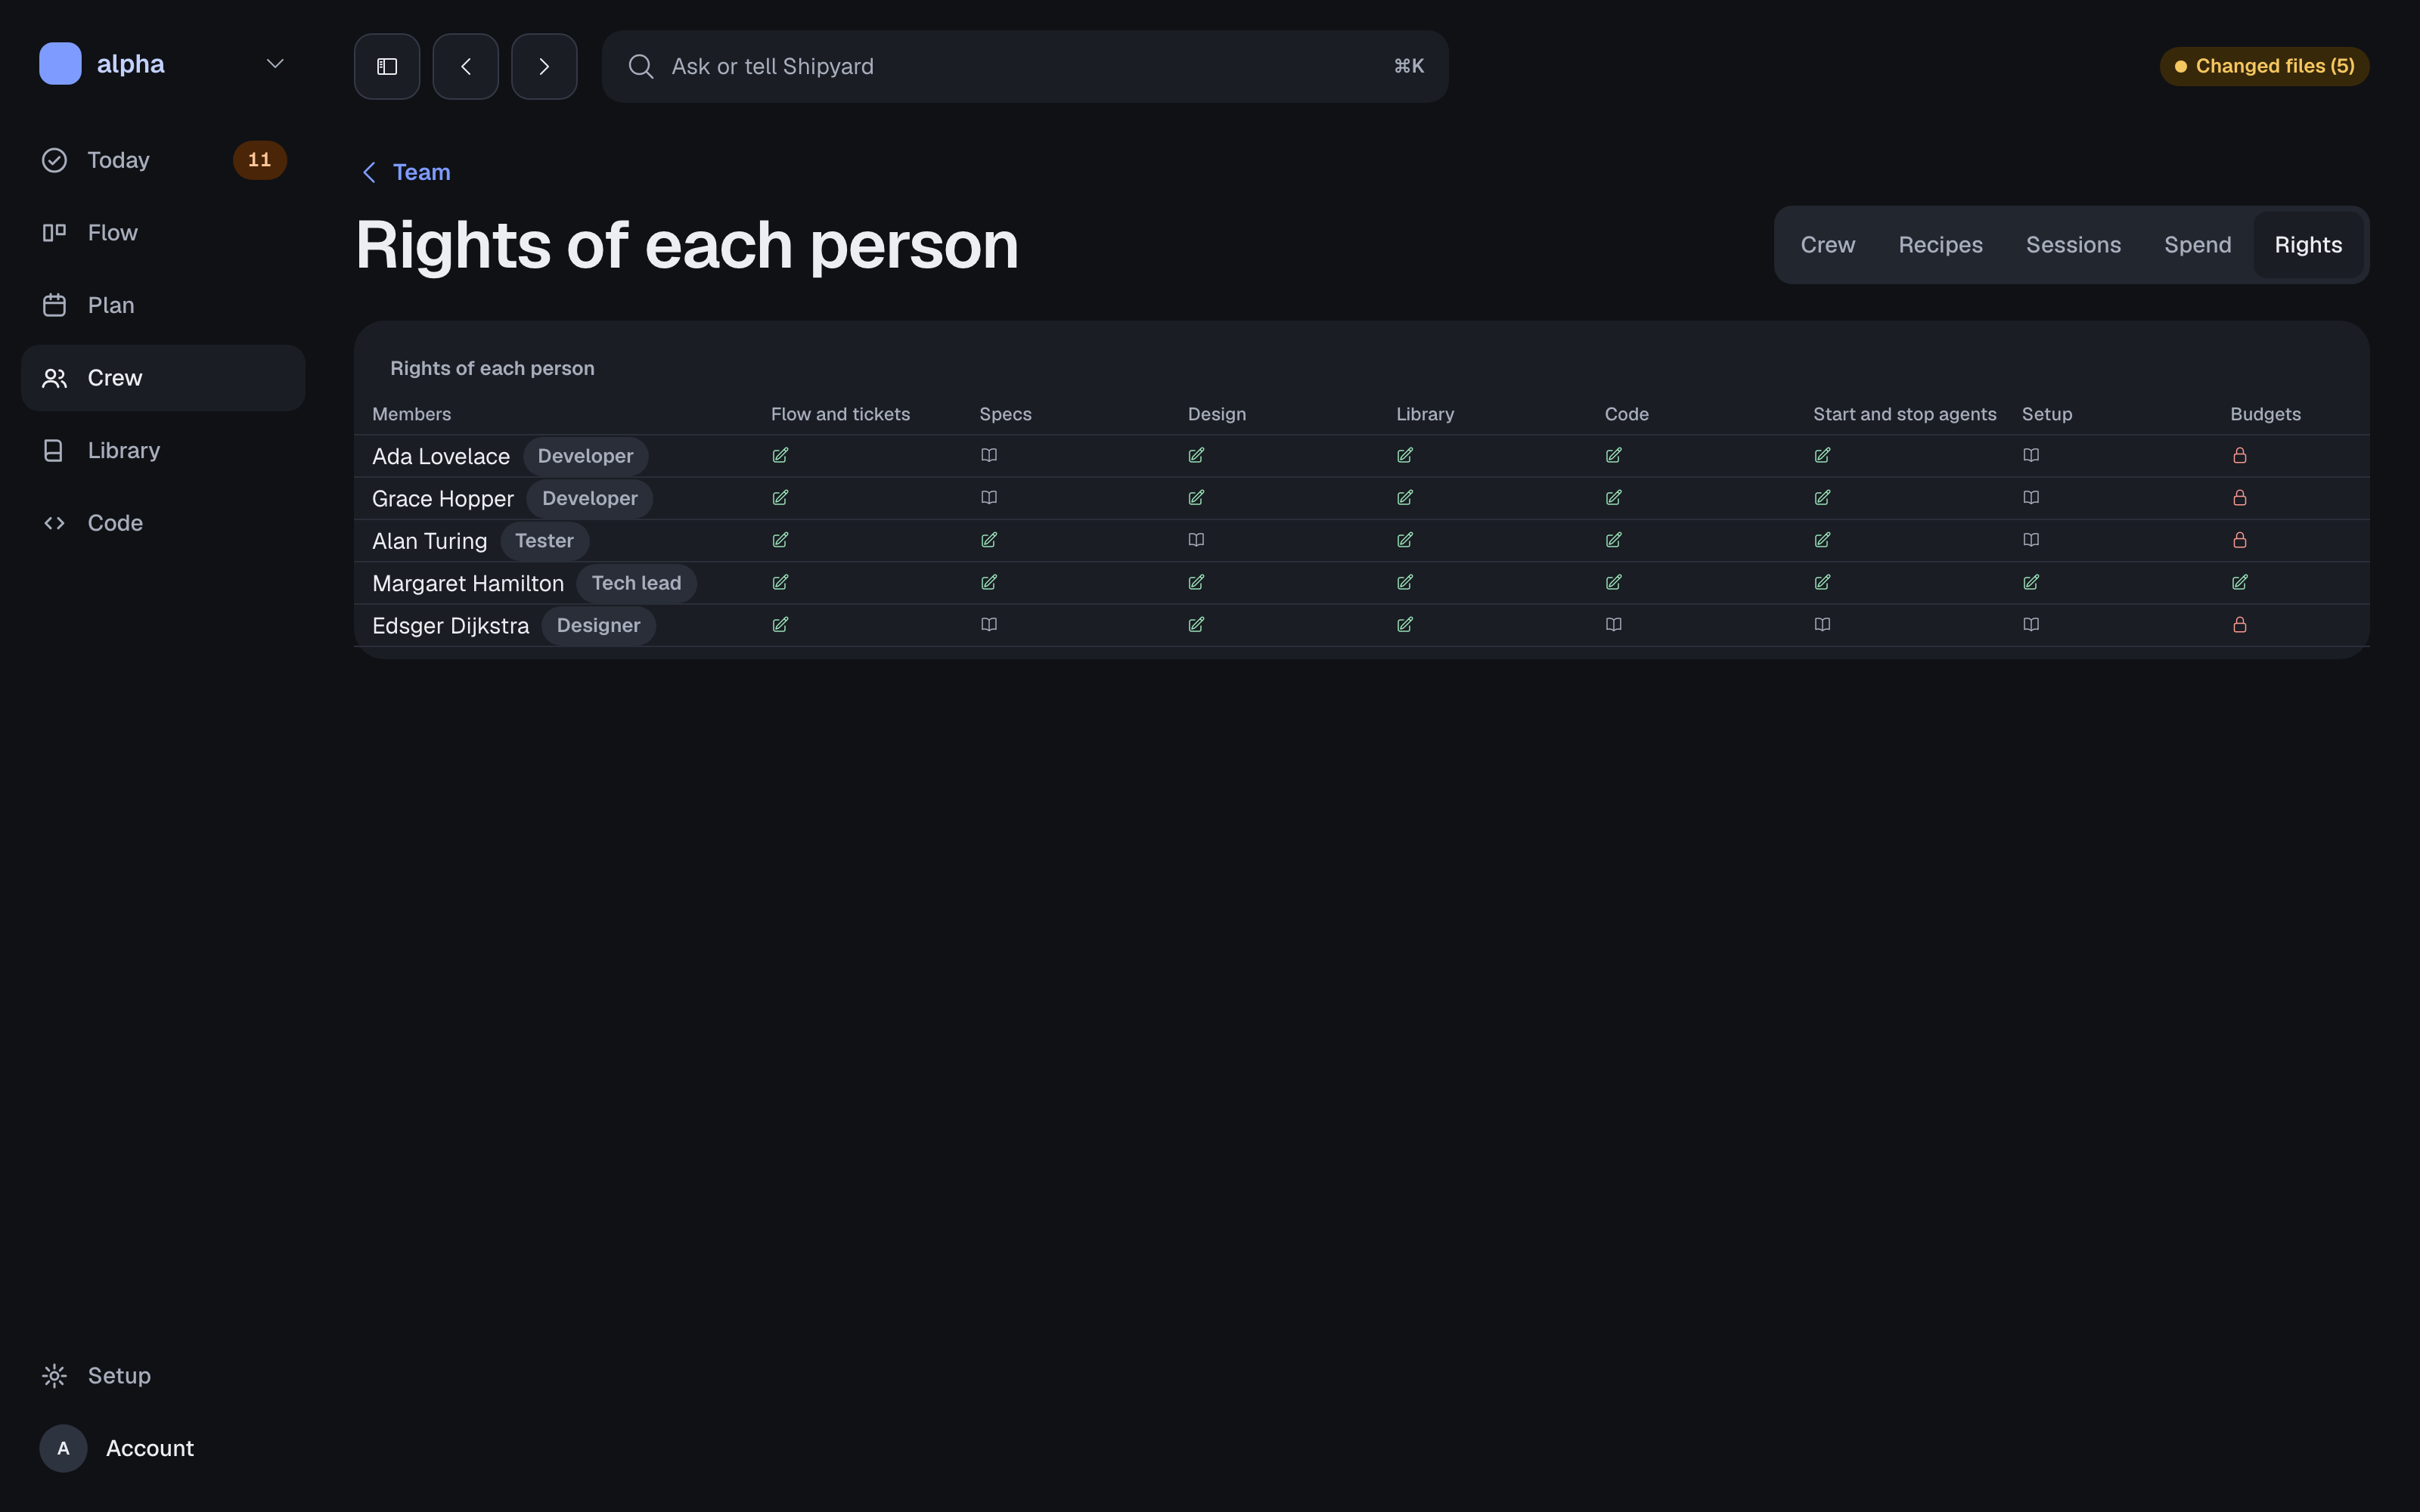 alpha
Ask or tell Shipyard ⌘K
Changed files (5)
Today 11
Flow
Plan
Crew
Library
Code
Team
Rights of each person
Crew Recipes Sessions Spend Rights
Rights of each person
Members Flow and tickets Specs Design Library Code Start and stop agents Setup Budgets
Ada Lovelace Developer
Grace Hopper Developer
Alan Turing Tester
Margaret Hamilton Tech lead
Edsger Dijkstra Designer
Setup
A Account